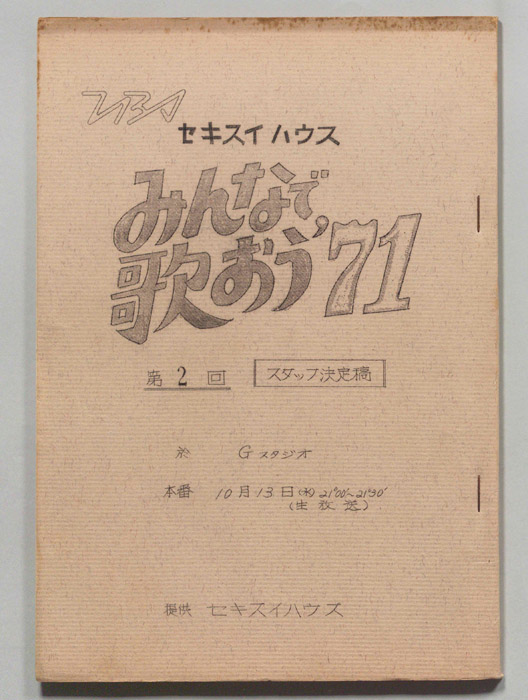 TBS
セキスイハウス
みんなで
歌おう'71
第2回 スタッフ決定稿
於 Gスタジオ
本番 10月13日(水)21°00'~21°30'
(生放送)
提供 セキスイハウス